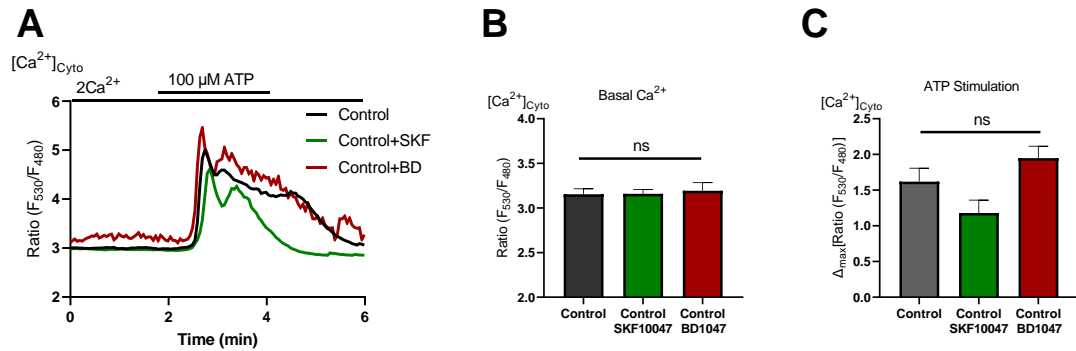 A
[Ca²⁺]Cyto
2Ca²⁺
100 µM ATP
6
5
4
3
2
Ratio (F₅₃₀/F₄₈₀)
Control
Control+SKF
Control+BD
0
2
4
6
Time (min)
B
[Ca²⁺]Cyto
Basal Ca²⁺
ns
4.0
3.5
3.0
2.5
2.0
Ratio (F₅₃₀/F₄₈₀)
Control
Control
SKF10047
Control
BD1047
C
[Ca²⁺]Cyto
ATP Stimulation
ns
2.5
2.0
1.5
1.0
0.5
0.0
Δmax[Ratio (F₅₃₀/F₄₈₀)]
Control
Control
SKF10047
Control
BD1047